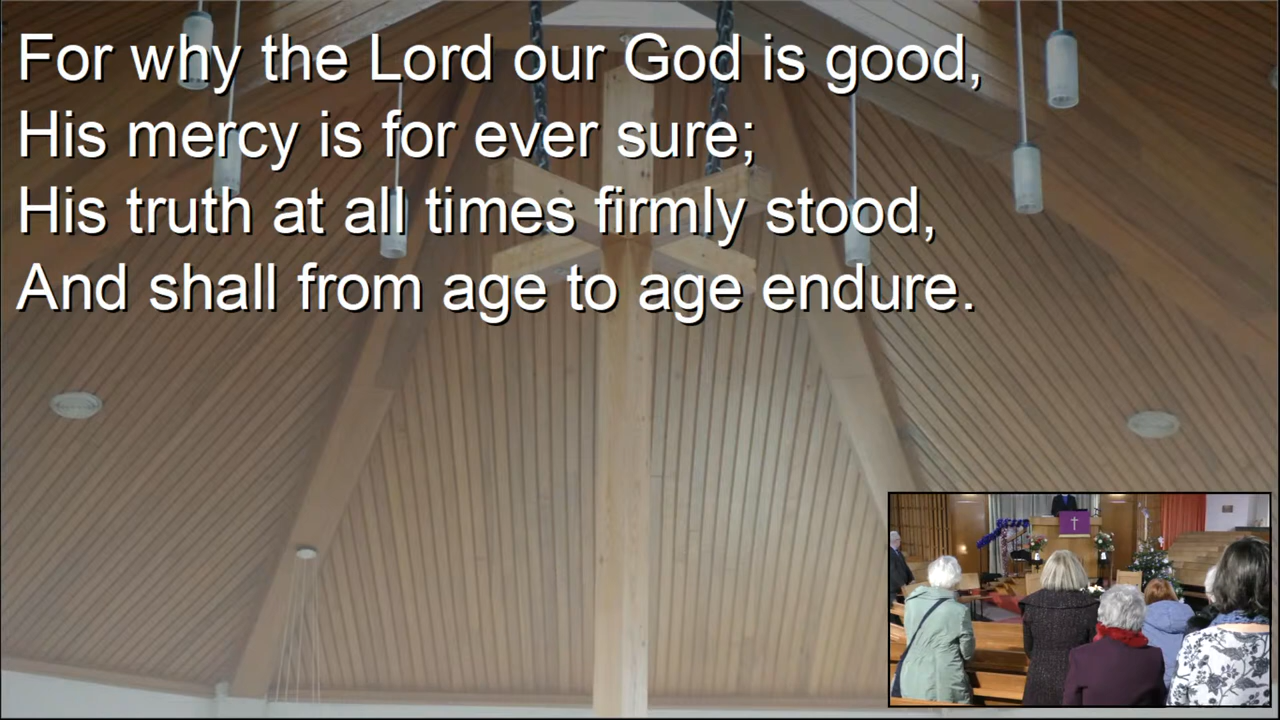 For why the Lord our God is good,
His mercy is for ever sure;
His truth at all times firmly stood,
And shall from age to age endure.